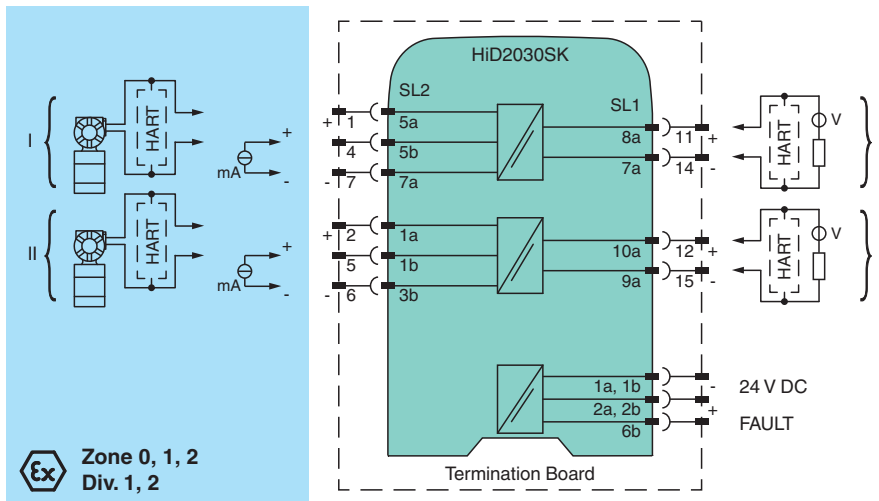 HiD2030SK
SL2
SL1
I
HART
mA
+
-
+ 1
4
- 7
5a
5b
7a
8a
7a
11 +
14 -
HART
V
II
HART
mA
+
-
+ 2
5
- 6
1a
1b
3b
10a
9a
12 +
15 -
HART
V
1a, 1b
2a, 2b
6b
-
+
24 V DC
FAULT
Termination Board
Ex
Zone 0, 1, 2
Div. 1, 2